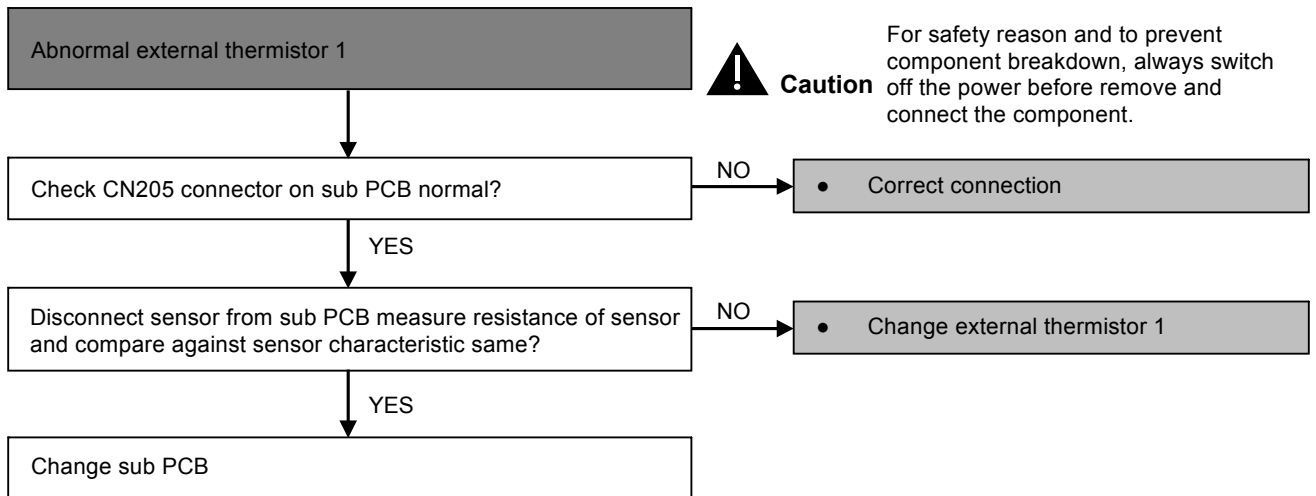 Abnormal external thermistor 1
Caution
For safety reason and to prevent
component breakdown, always switch
off the power before remove and
connect the component.
Check CN205 connector on sub PCB normal?
NO
● Correct connection
YES
Disconnect sensor from sub PCB measure resistance of sensor
and compare against sensor characteristic same?
NO
● Change external thermistor 1
YES
Change sub PCB